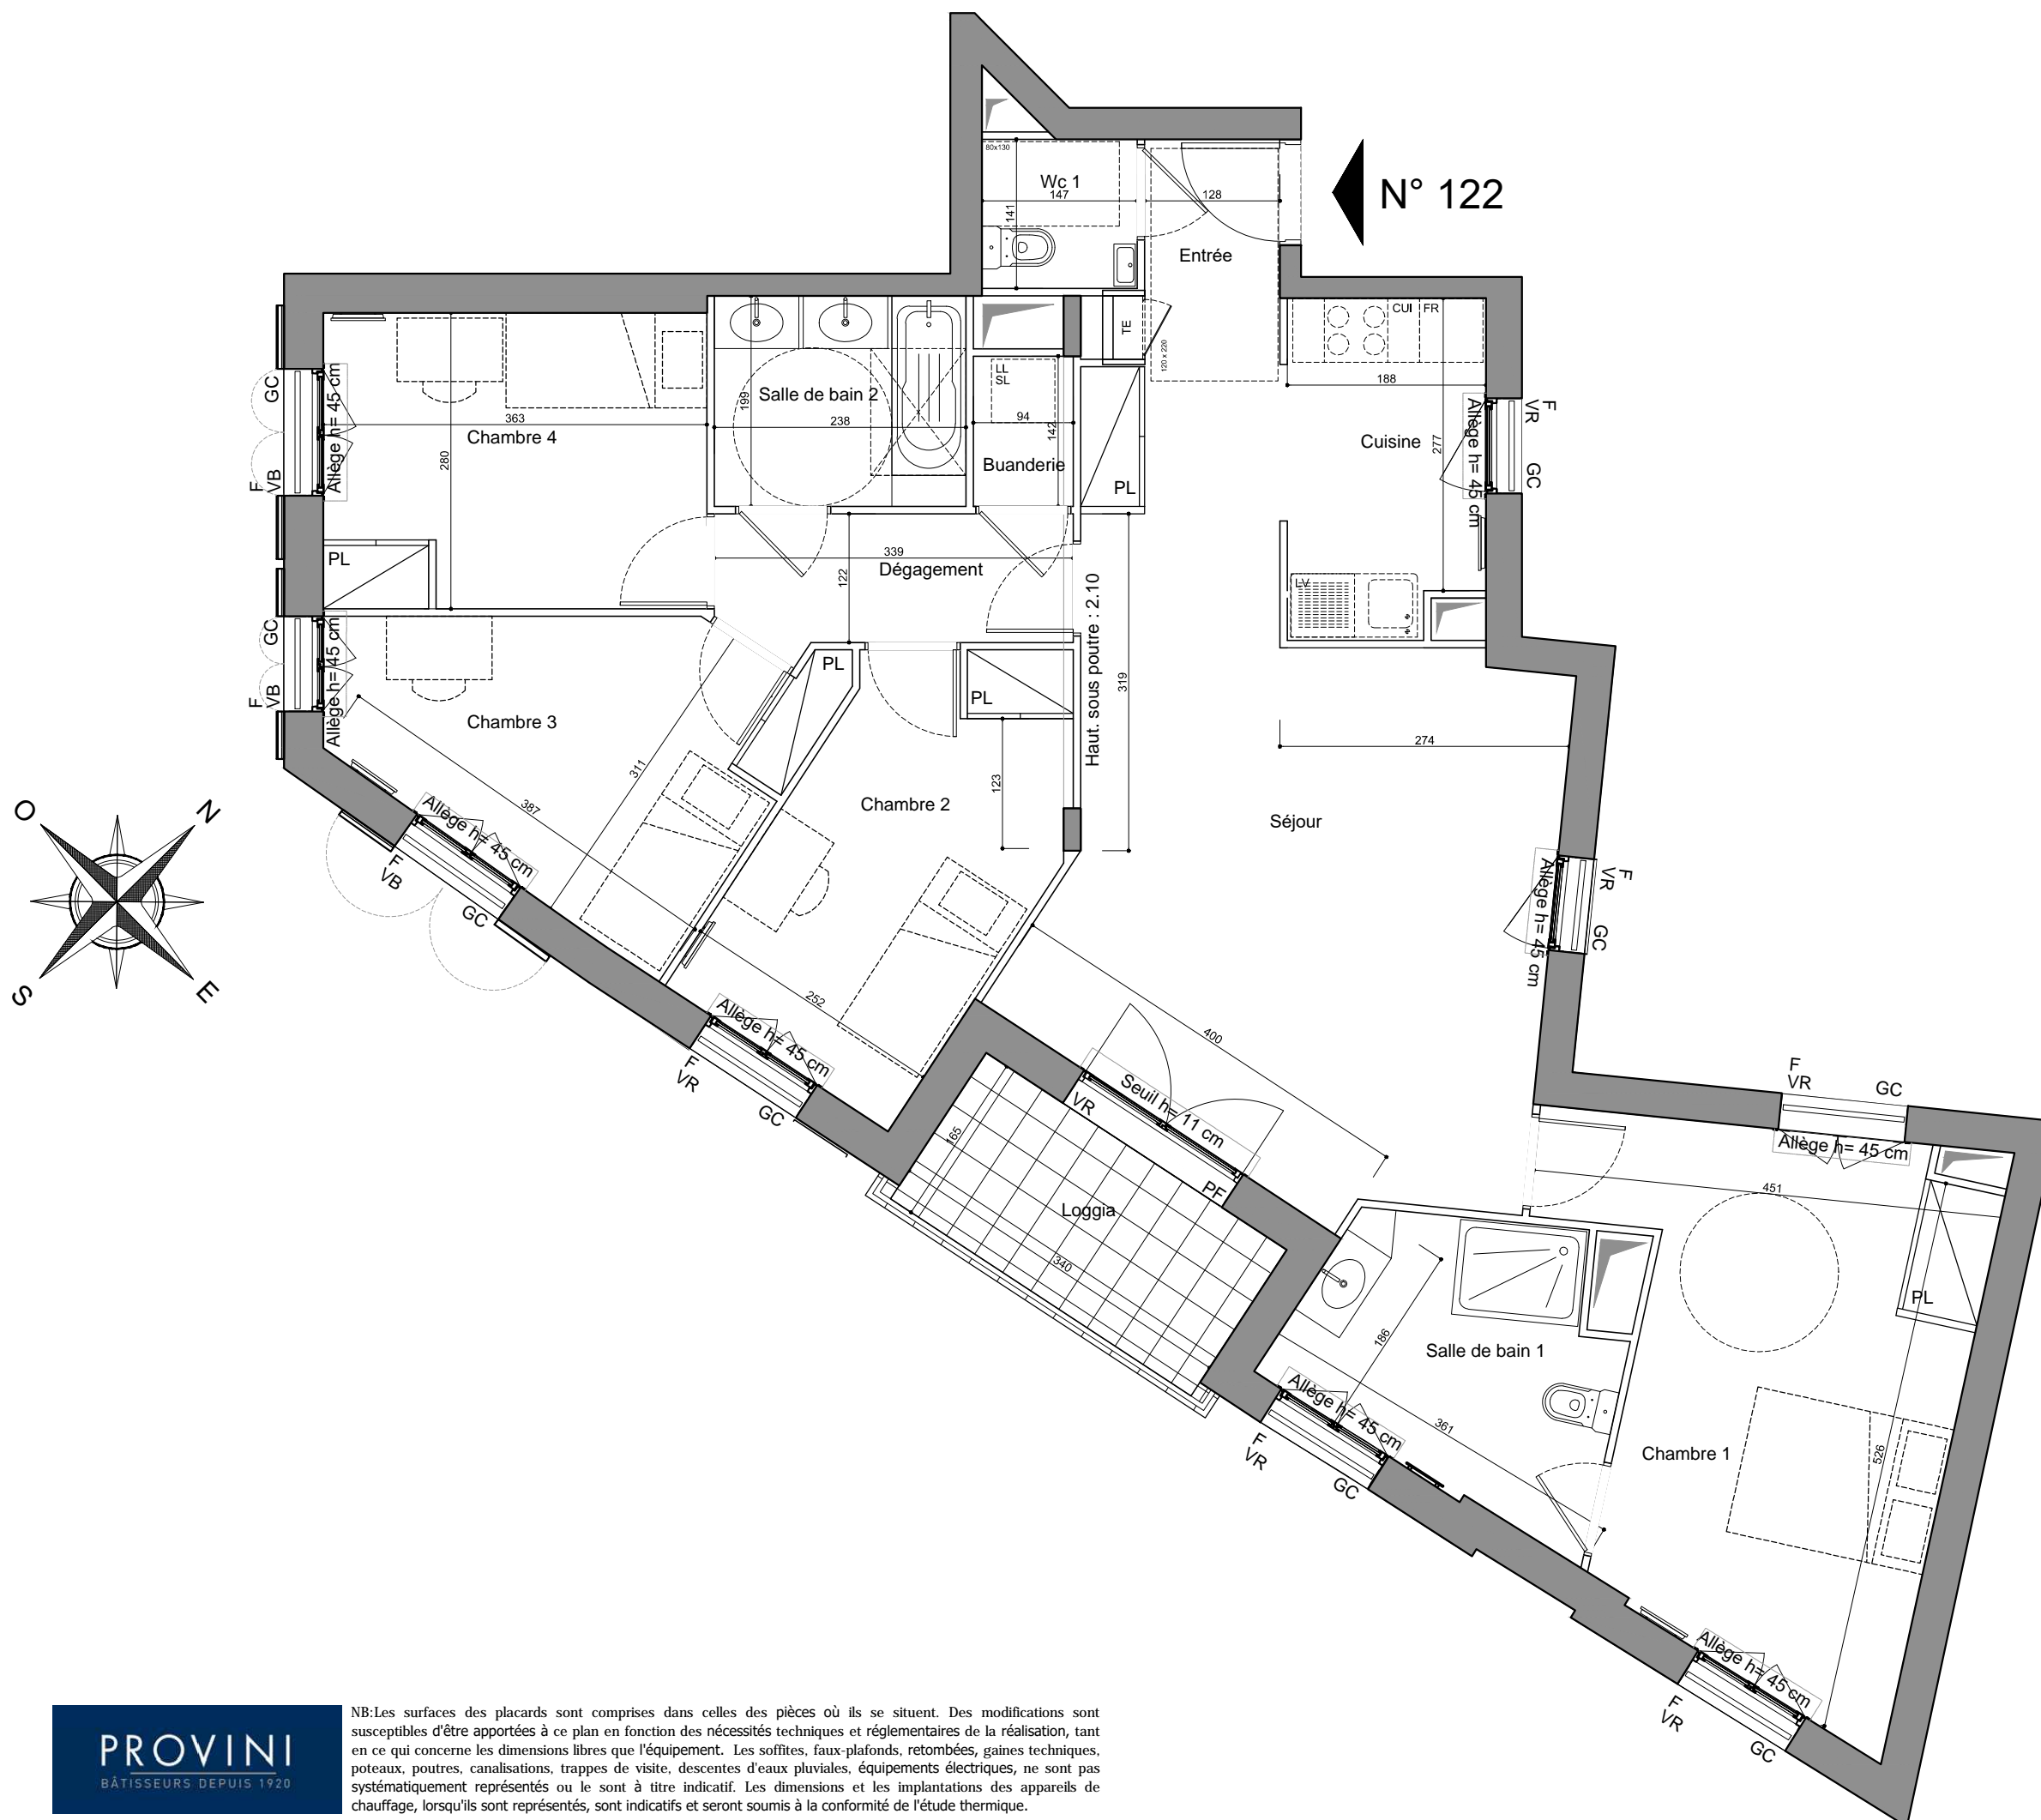 80x130
Wc 1
147
141
128
N° 122
Entrée
TE
120 x 220
CUI
FR
188
LL
SL
94
142
Salle de bain 2
199
238
Buanderie
PL
Cuisine
277
Allège h= 45 cm
F
VR
GC
GC
Allège h= 45 cm
F
VB
363
Chambre 4
280
PL
339
Dégagement
122
Haut. sous poutre : 2.10
319
LV
GC
Allège h= 45 cm
F
VB
Chambre 3
311
387
PL
PL
123
Chambre 2
274
Séjour
Allège h= 45 cm
F
VR
GC
O
N
S
E
Allège h= 45 cm
F
VB
GC
252
Allège h= 45 cm
F
VR
GC
400
Seuil h= 11 cm
VR
PF
165
Loggia
340
F
VR
GC
Allège h= 45 cm
451
PL
186
Salle de bain 1
361
Allège h= 45 cm
F
VR
GC
Chambre 1
526
Allège h= 45 cm
F
VR
GC
PROVINI
BÂTISSEURS DEPUIS 1920
NB:Les surfaces des placards sont comprises dans celles des pièces où ils se situent. Des modifications sont
susceptibles d'être apportées à ce plan en fonction des nécessités techniques et réglementaires de la réalisation, tant
en ce qui concerne les dimensions libres que l'équipement. Les soffites, faux-plafonds, retombées, gaines techniques,
poteaux, poutres, canalisations, trappes de visite, descentes d'eaux pluviales, équipements électriques, ne sont pas
systématiquement représentés ou le sont à titre indicatif. Les dimensions et les implantations des appareils de
chauffage, lorsqu'ils sont représentés, sont indicatifs et seront soumis à la conformité de l'étude thermique.